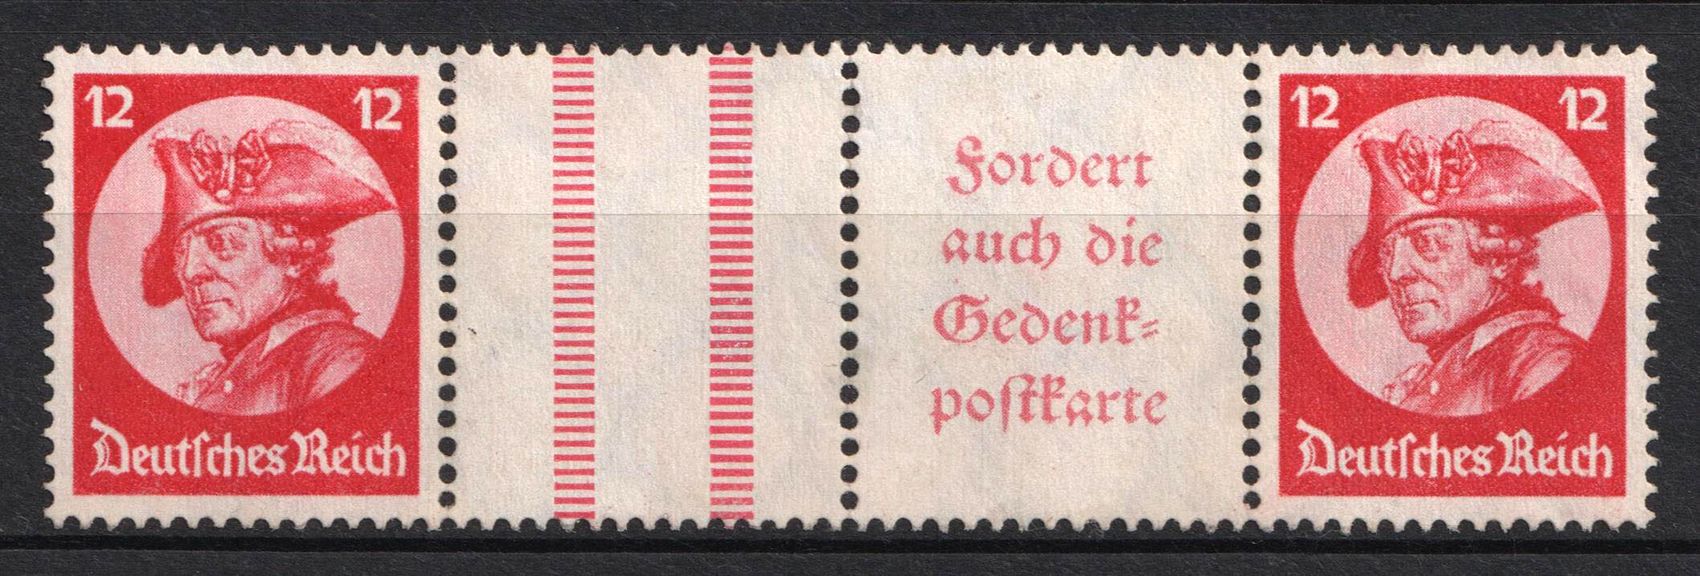 12 12
Deutſches Reich
Fordert
auch die
Gedenk-
poſtkarte
12 12
Deutſches Reich